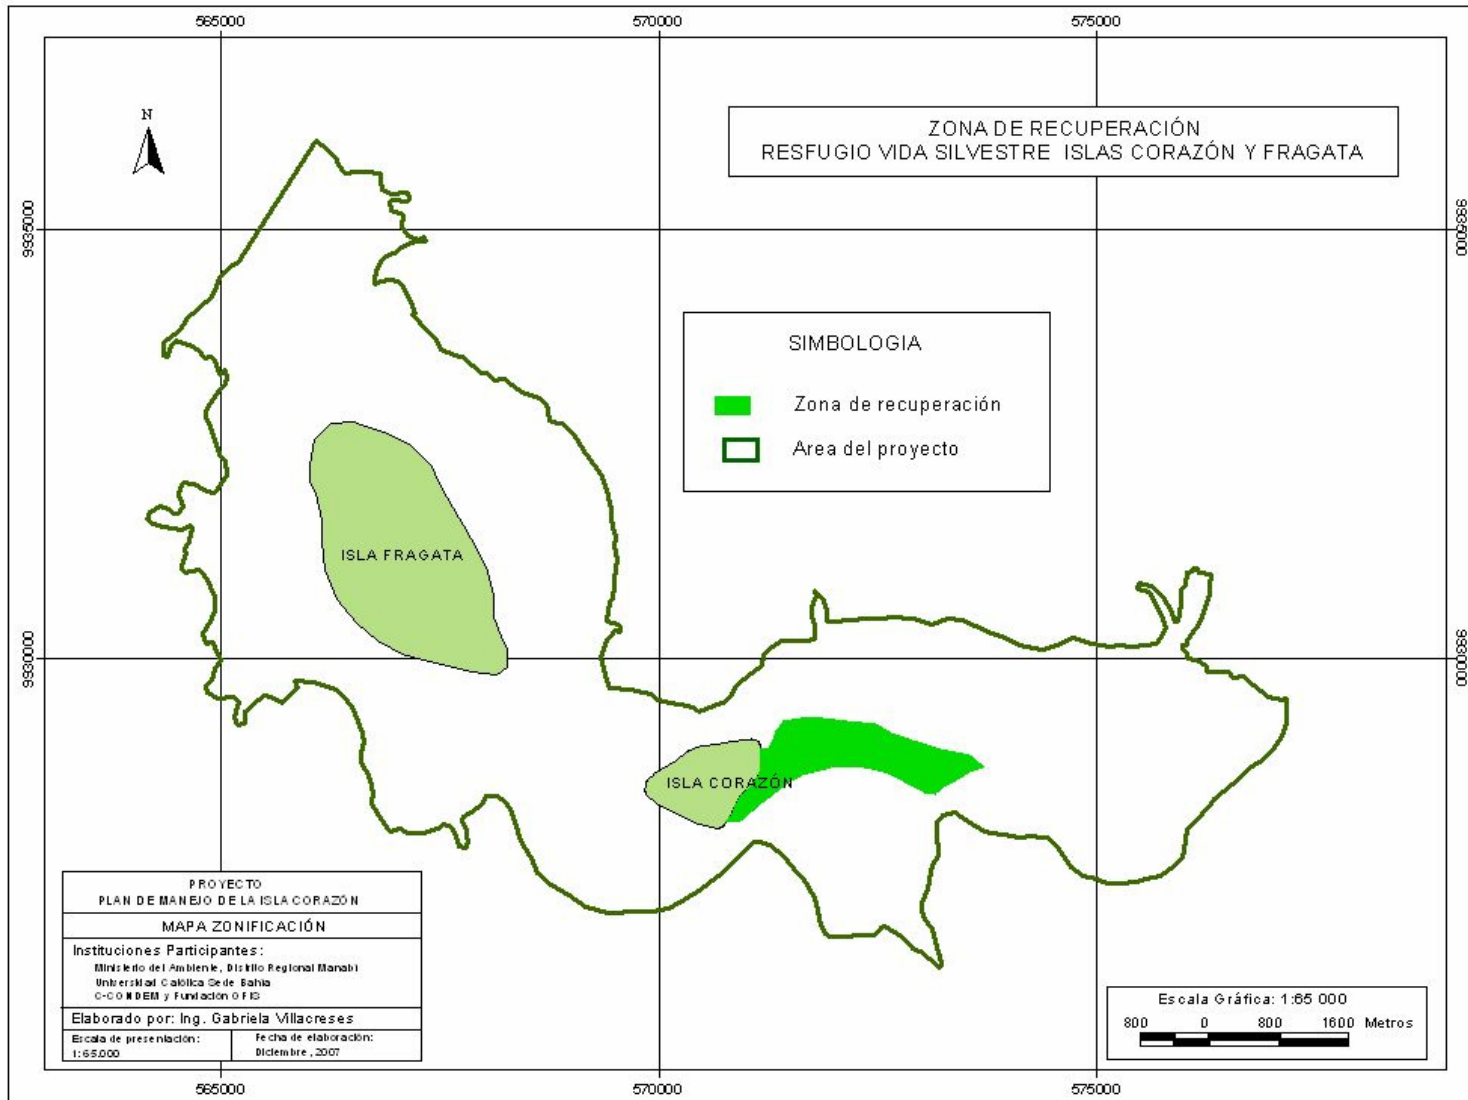 565000
570000
575000
N
ZONA DE RECUPERACIÓN
RESFUGIO VIDA SILVESTRE ISLAS CORAZÓN Y FRAGATA
9935000
9935000
SIMBOLOGIA
Zona de recuperación
Area del proyecto
ISLA FRAGATA
9930000
9930000
ISLA CORAZÓN
PROYECTO
PLAN DE MANEJO DE LA ISLA CORAZÓN
MAPA ZONIFICACIÓN
Instituciones Participantes:
Ministerio del Ambiente, Distrito Regional Manabí
Universidad Católica Sede Bahía
C-CONDEM y Fundación OFIS
Elaborado por: Ing. Gabriela Villacreses
Escala de presentación:
1:65.000
Fecha de elaboración:
Diciembre, 2007
Escala Gráfica: 1:65 000
800 0 800 1600 Metros
565000
570000
575000